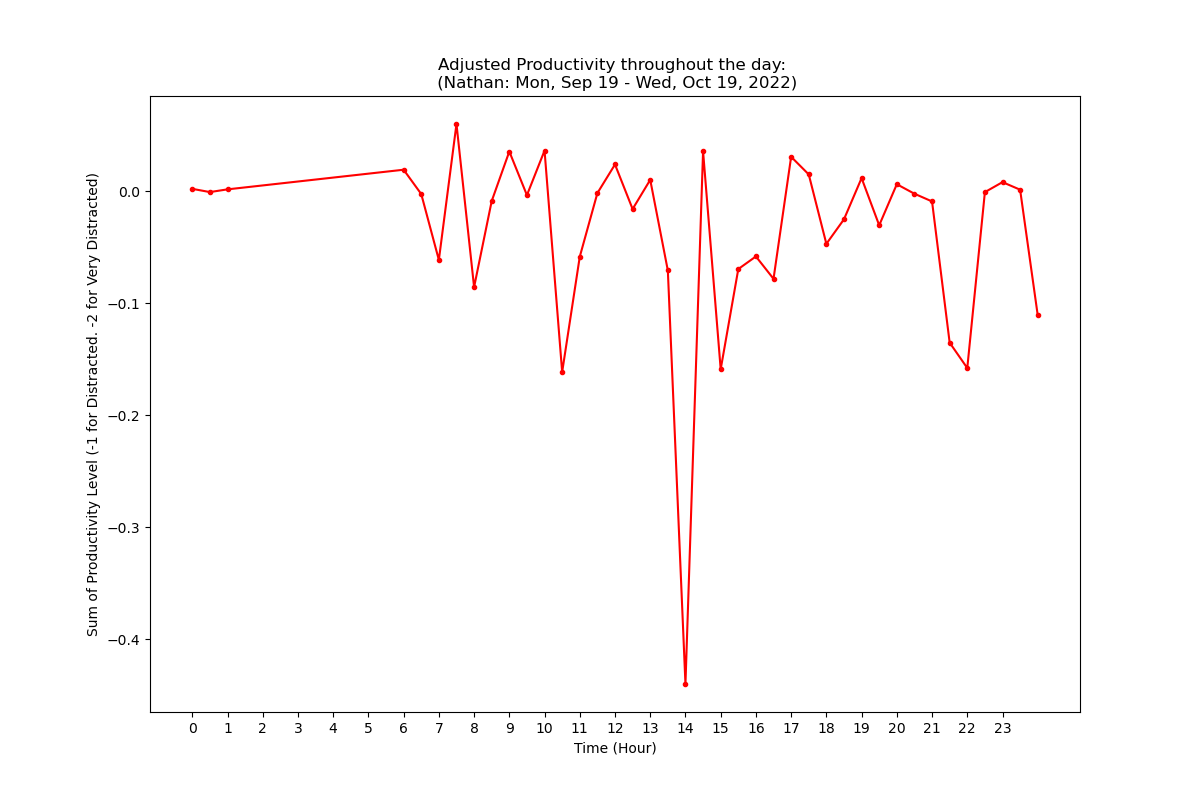 Adjusted Productivity throughout the day:
(Nathan: Mon, Sep 19 - Wed, Oct 19, 2022)
Sum of Productivity Level (-1 for Distracted. -2 for Very Distracted)
0.0
−0.1
−0.2
−0.3
−0.4
0 1 2 3 4 5 6 7 8 9 10 11 12 13 14 15 16 17 18 19 20 21 22 23
Time (Hour)